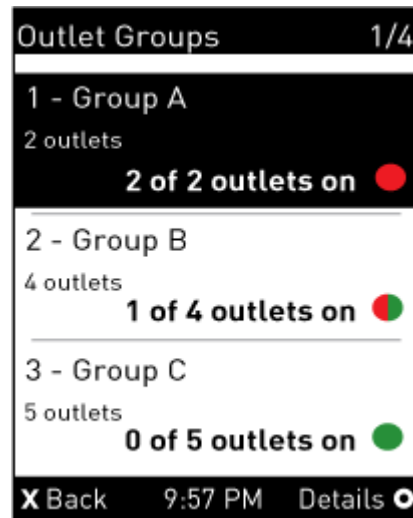 Outlet Groups 1/4
1 - Group A
2 outlets
2 of 2 outlets on
2 - Group B
4 outlets
1 of 4 outlets on
3 - Group C
5 outlets
0 of 5 outlets on
X Back 9:57 PM Details O